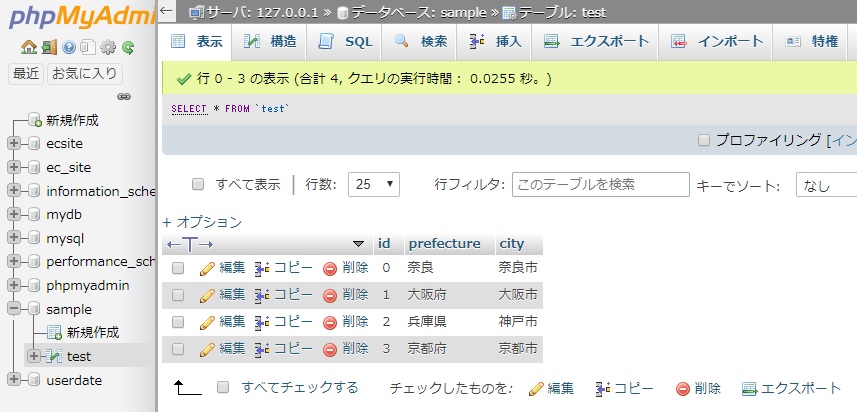 phpMyAdmin
最近 お気に入り
新規作成
ecsite
ec_site
information_sche
mydb
mysql
performance_sch
phpmyadmin
sample
新規作成
test
userdate
サーバ: 127.0.0.1 » データベース: sample » テーブル: test
表示 構造 SQL 検索 挿入 エクスポート インポート 特権
行 0 - 3 の表示 (合計 4, クエリの実行時間： 0.0255 秒。)
SELECT * FROM `test`
プロファイリング [イン
すべて表示 行数: 25 行フィルタ: このテーブルを検索 キーでソート: なし
+ オプション
←T→ id prefecture city
編集 コピー 削除 0 奈良 奈良市
編集 コピー 削除 1 大阪府 大阪市
編集 コピー 削除 2 兵庫県 神戸市
編集 コピー 削除 3 京都府 京都市
すべてチェックする チェックしたものを: 編集 コピー 削除 エクスポート